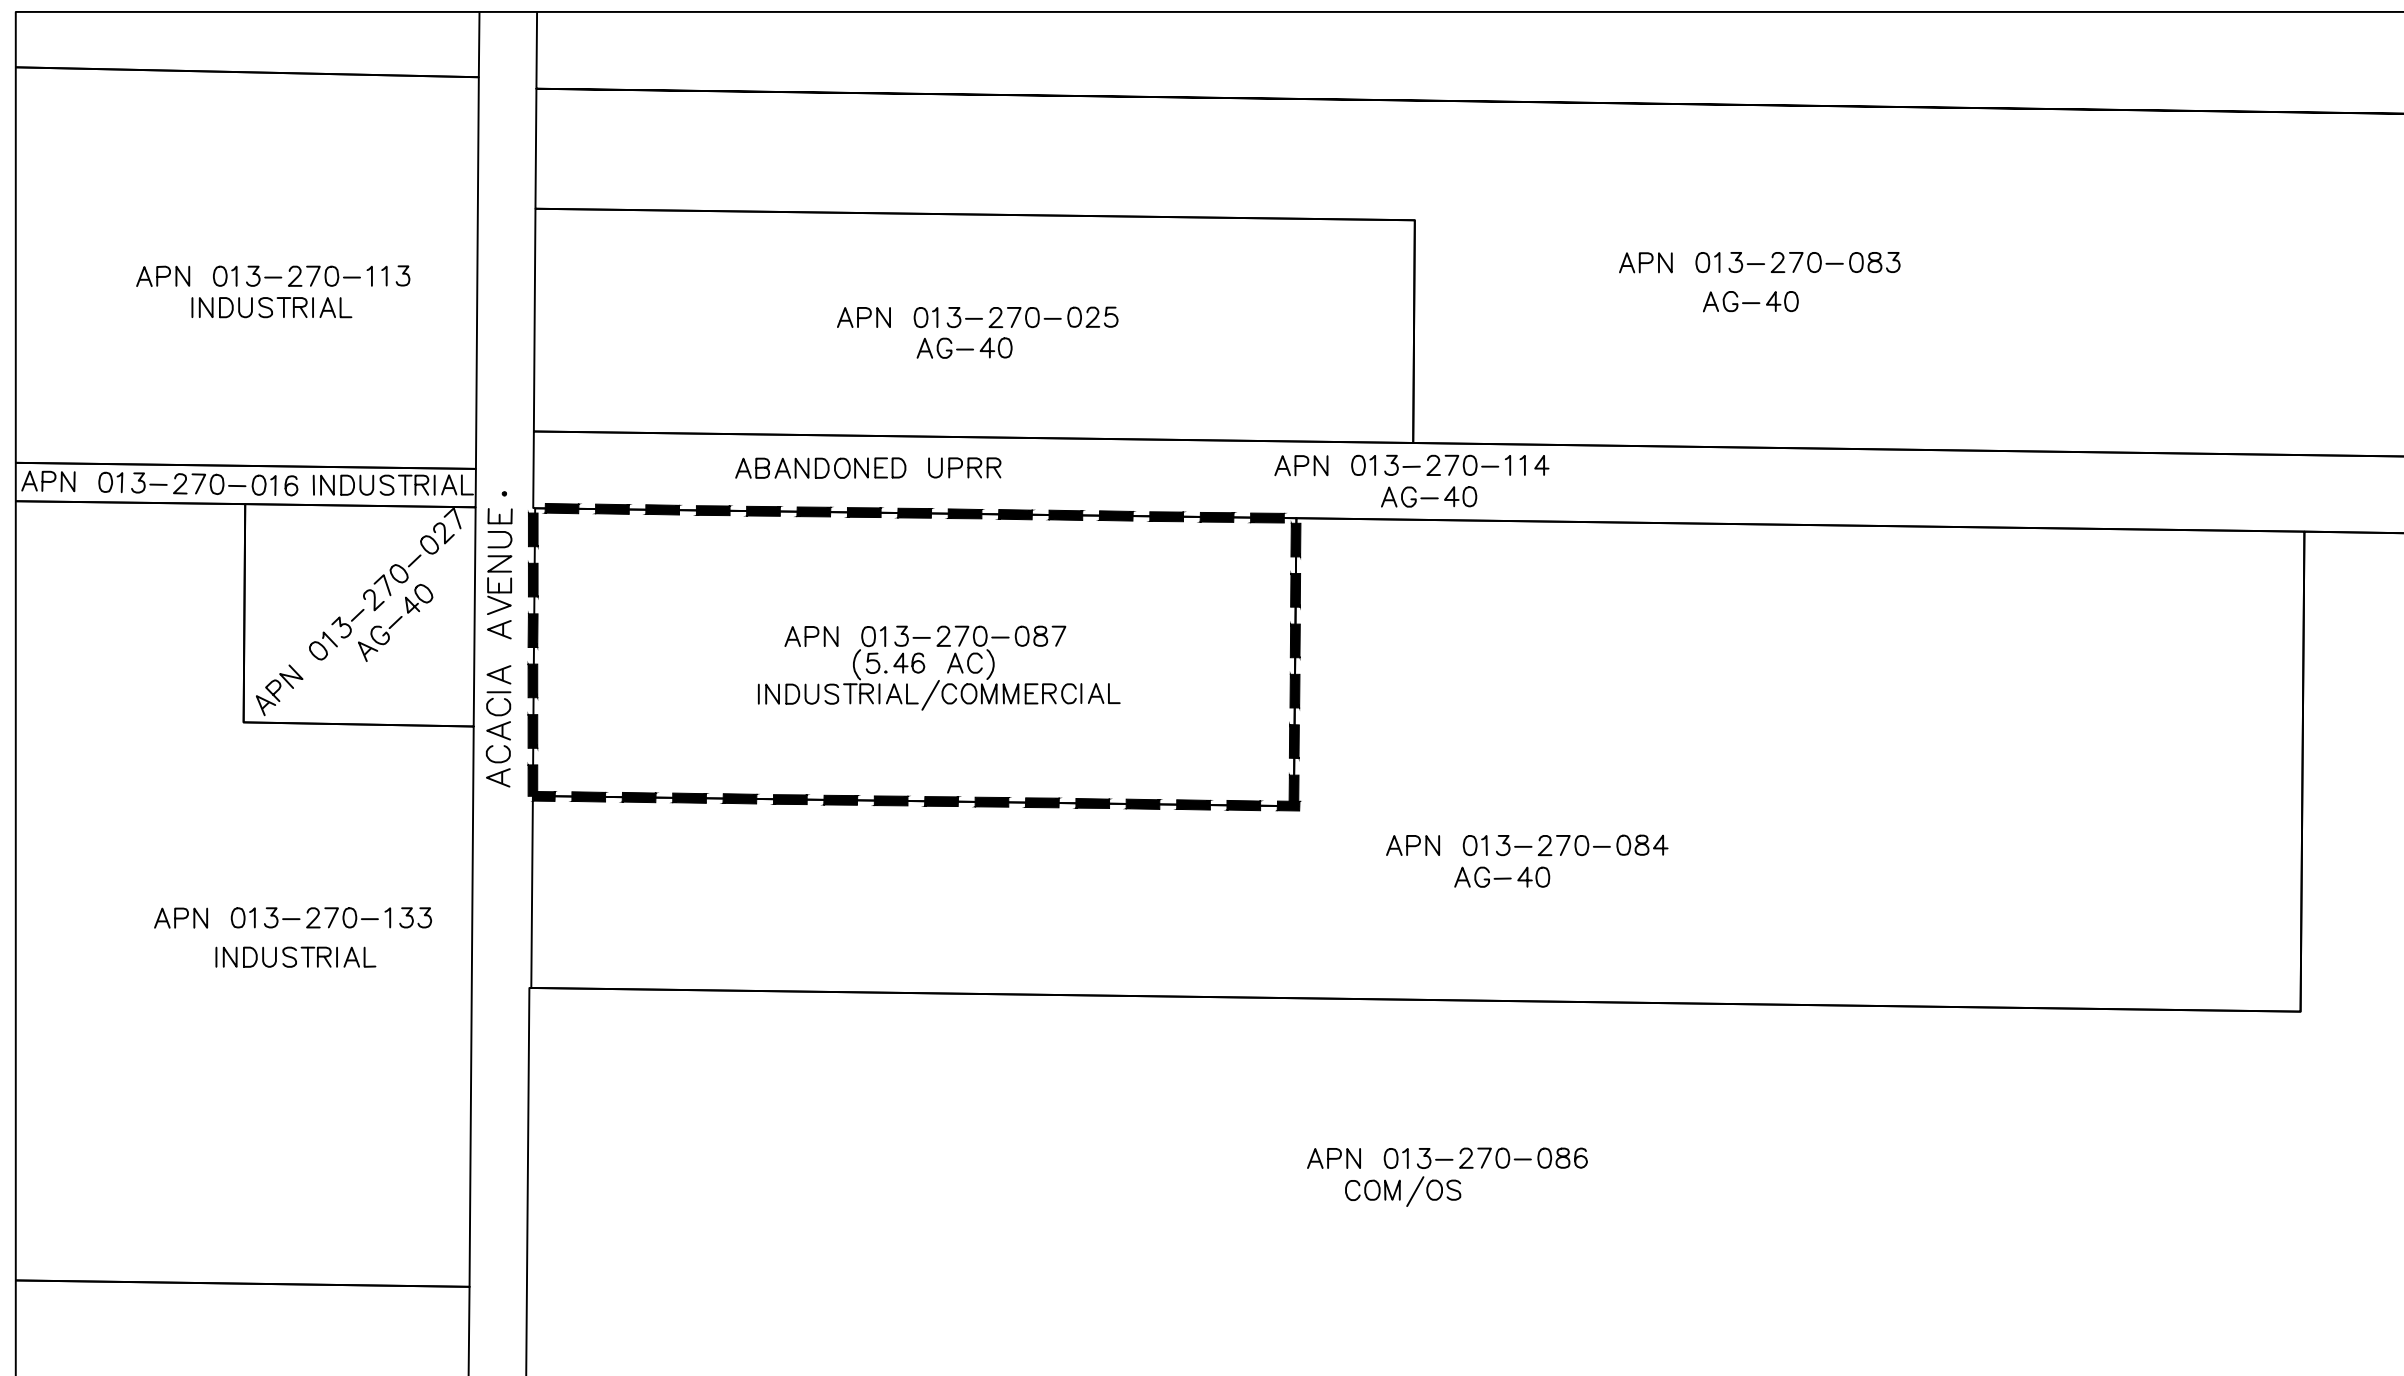 APN 013-270-113
INDUSTRIAL
APN 013-270-083
AG-40
APN 013-270-025
AG-40
ABANDONED UPRR
APN 013-270-114
AG-40
APN 013-270-016 INDUSTRIAL
APN 013-270-027
AG-40
ACACIA AVENUE.
APN 013-270-087
(5.46 AC)
INDUSTRIAL/COMMERCIAL
APN 013-270-084
AG-40
APN 013-270-133
INDUSTRIAL
APN 013-270-086
COM/OS